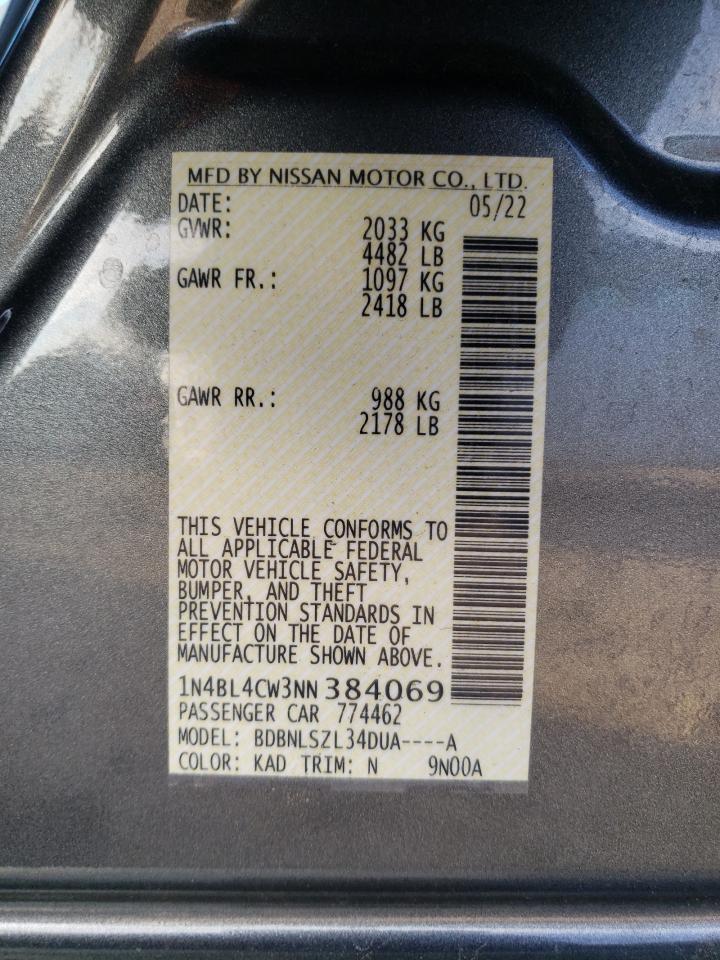 MFD BY NISSAN MOTOR CO., LTD.
DATE: 05/22
GVWR: 2033 KG
4482 LB
GAWR FR.: 1097 KG
2418 LB
GAWR RR.: 988 KG
2178 LB
THIS VEHICLE CONFORMS TO
ALL APPLICABLE FEDERAL
MOTOR VEHICLE SAFETY,
BUMPER, AND THEFT
PREVENTION STANDARDS IN
EFFECT ON THE DATE OF
MANUFACTURE SHOWN ABOVE.
1N4BL4CW3NN384069
PASSENGER CAR 774462
MODEL: BDBNLSZL34DUA----A
COLOR: KAD TRIM: N 9N00A